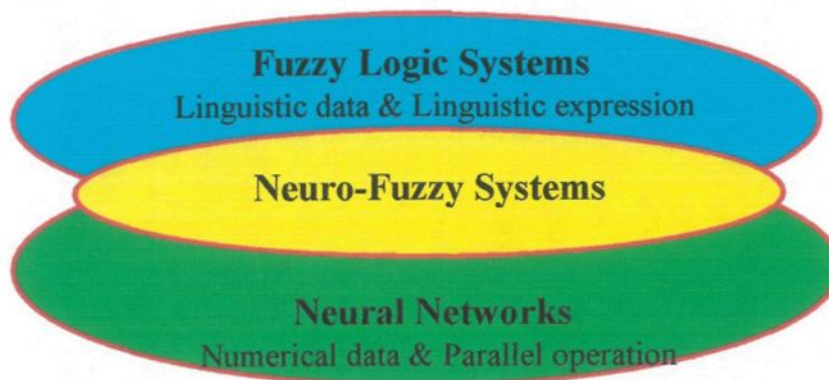 Fuzzy Logic Systems
Linguistic data & Linguistic expression
Neuro-Fuzzy Systems
Neural Networks
Numerical data & Parallel operation